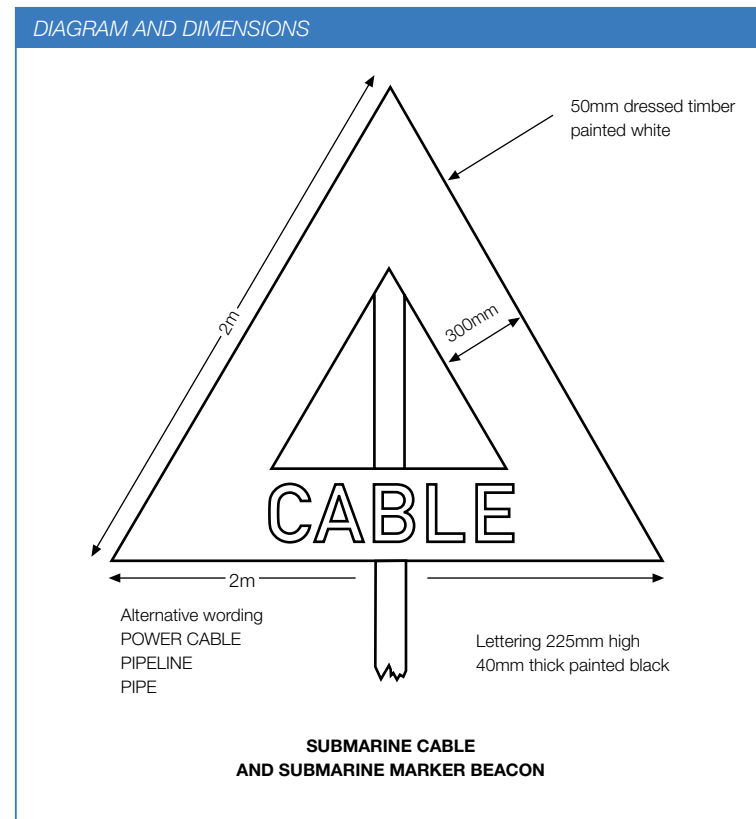 DIAGRAM AND DIMENSIONS
50mm dressed timber
painted white
2m
300mm
CABLE
2m
Alternative wording
POWER CABLE
PIPELINE
PIPE
Lettering 225mm high
40mm thick painted black
SUBMARINE CABLE
AND SUBMARINE MARKER BEACON